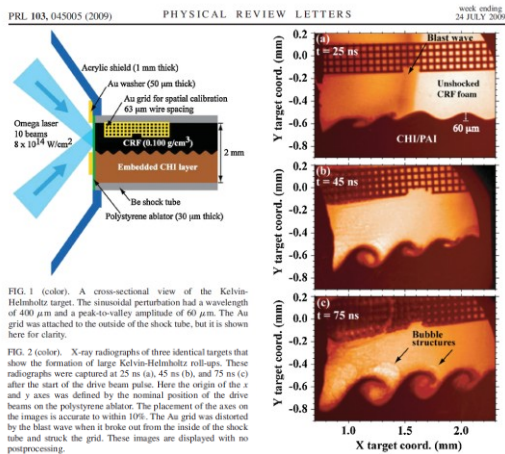 PRL 103, 045005 (2009)
PHYSICAL REVIEW LETTERS
week ending
24 JULY 2009
Acrylic shield (1 mm thick)
Au washer (50 μm thick)
Au grid for spatial calibration
63 μm wire spacing
Omega laser
10 beams
8 x 10¹⁴ W/cm²
CRF (0.100 g/cm³)
2 mm
Embedded CHI layer
Be shock tube
Polystyrene ablator (30 μm thick)
FIG. 1 (color). A cross-sectional view of the Kelvin-
Helmholtz target. The sinusoidal perturbation had a wavelength
of 400 μm and a peak-to-valley amplitude of 60 μm. The Au
grid was attached to the outside of the shock tube, but it is shown
here for clarity.
FIG. 2 (color). X-ray radiographs of three identical targets that
show the formation of large Kelvin-Helmholtz roll-ups. These
radiographs were captured at 25 ns (a), 45 ns (b), and 75 ns (c)
after the start of the drive beam pulse. Here the origin of the x
and y axes was defined by the nominal position of the drive
beams on the polystyrene ablator. The placement of the axes on
the images is accurate to within 10%. The Au grid was distorted
by the blast wave when it broke out from the inside of the shock
tube and struck the grid. These images are displayed with no
postprocessing.
(a)
t = 25 ns
Blast wave
Unshocked
CRF foam
60 μm
CHI/PAI
Y target coord. (mm)
0.2
0.0
-0.2
-0.4
-0.6
-0.8
(b)
t = 45 ns
Y target coord. (mm)
0.2
0.0
-0.2
-0.4
-0.6
-0.8
(c)
t = 75 ns
Bubble
structures
Y target coord. (mm)
0.2
0.0
-0.2
-0.4
-0.6
-0.8
1.0 1.5 2.0
X target coord. (mm)